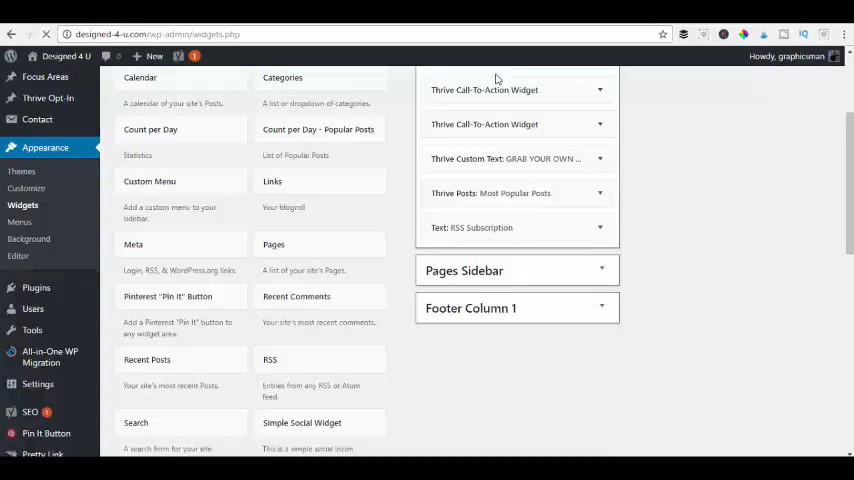 designed-4-u.com/wp-admin/widgets.php
Designed 4 U
0
New
1
Howdy, graphicsman
Focus Areas
Thrive Opt-In
Contact
Appearance
Themes
Customize
Widgets
Menus
Background
Editor
Plugins
Users
Tools
All-in-One WP
Migration
Settings
SEO 1
Pin It Button
Pretty Link
Calendar
A calendar of your site's Posts.
Categories
A list or dropdown of categories.
Count per Day
Statistics
Count per Day - Popular Posts
List of Popular Posts
Custom Menu
Add a custom menu to your
sidebar.
Links
Your blogroll
Meta
Login, RSS, & WordPress.org links.
Pages
A list of your site's Pages.
Pinterest "Pin It" Button
Add a Pinterest "Pin It" button to
any widget area.
Recent Comments
Your site's most recent comments.
Recent Posts
Your site's most recent Posts.
RSS
Entries from any RSS or Atom
feed.
Search
A search form for your site.
Simple Social Widget
This is a simple social icon
Thrive Call-To-Action Widget
Thrive Call-To-Action Widget
Thrive Custom Text: GRAB YOUR OWN ...
Thrive Posts: Most Popular Posts
Text: RSS Subscription
Pages Sidebar
Footer Column 1